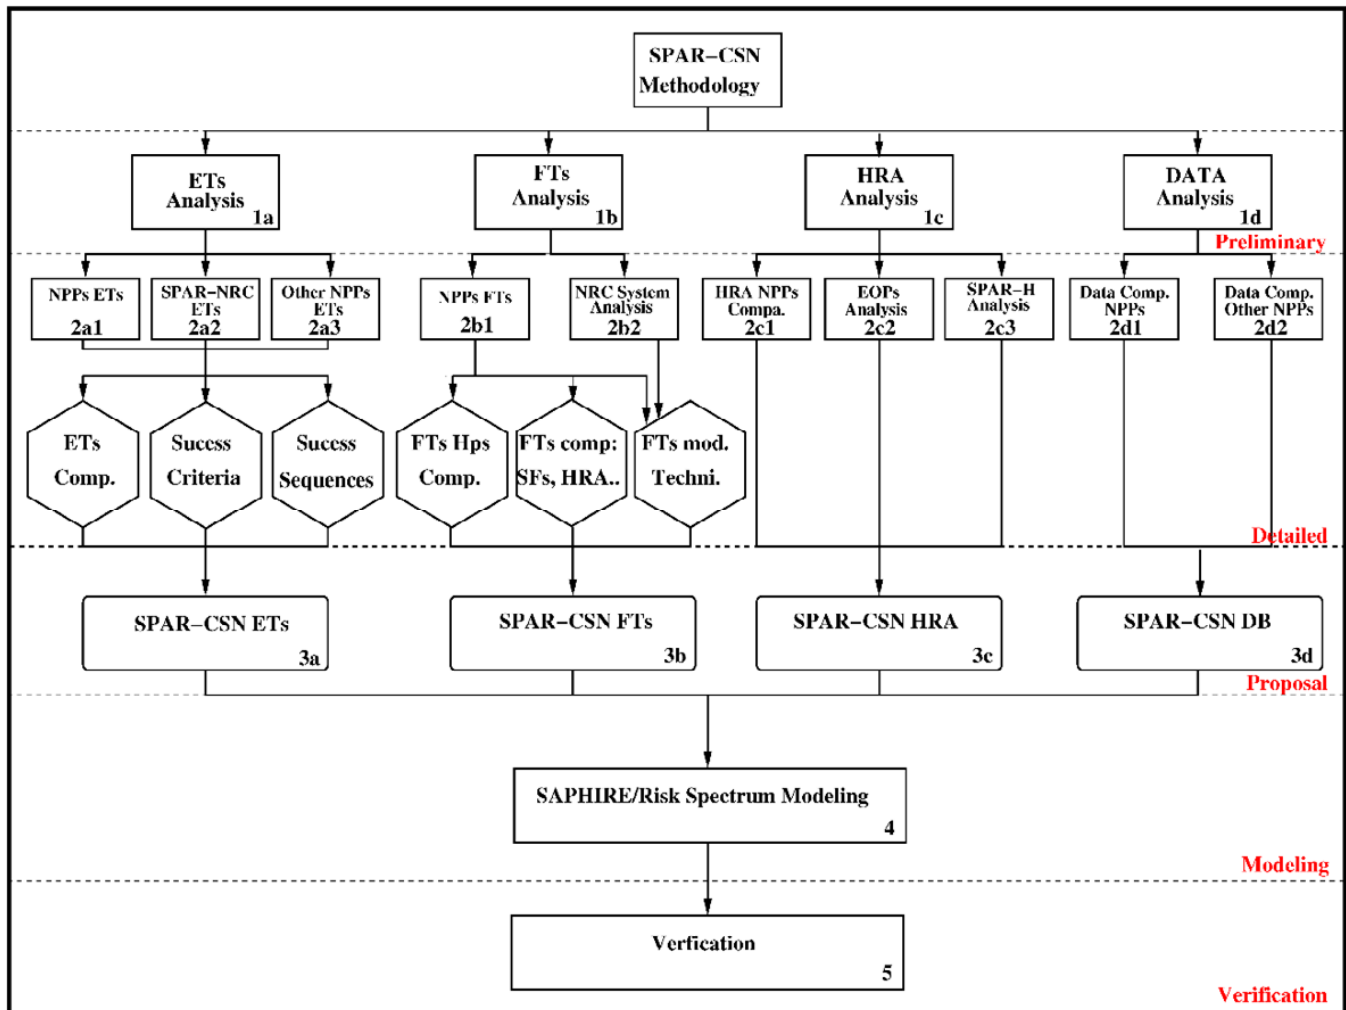 SPAR-CSN
Methodology
ETs
Analysis
1a
FTs
Analysis
1b
HRA
Analysis
1c
DATA
Analysis
1d
Preliminary
NPPs ETs
2a1
SPAR-NRC
ETs
2a2
Other NPPs
ETs
2a3
NPPs FTs
2b1
NRC System
Analysis
2b2
HRA NPPs
Compa.
2c1
EOPs
Analysis
2c2
SPAR-H
Analysis
2c3
Data Comp.
NPPs
2d1
Data Comp.
Other NPPs
2d2
ETs
Comp.
Sucess
Criteria
Sucess
Sequences
FTs Hps
Comp.
FTs comp:
SFs, HRA..
FTs mod.
Techni.
Detailed
SPAR-CSN ETs
3a
SPAR-CSN FTs
3b
SPAR-CSN HRA
3c
SPAR-CSN DB
3d
Proposal
SAPHIRE/Risk Spectrum Modeling
4
Modeling
Verfication
5
Verification